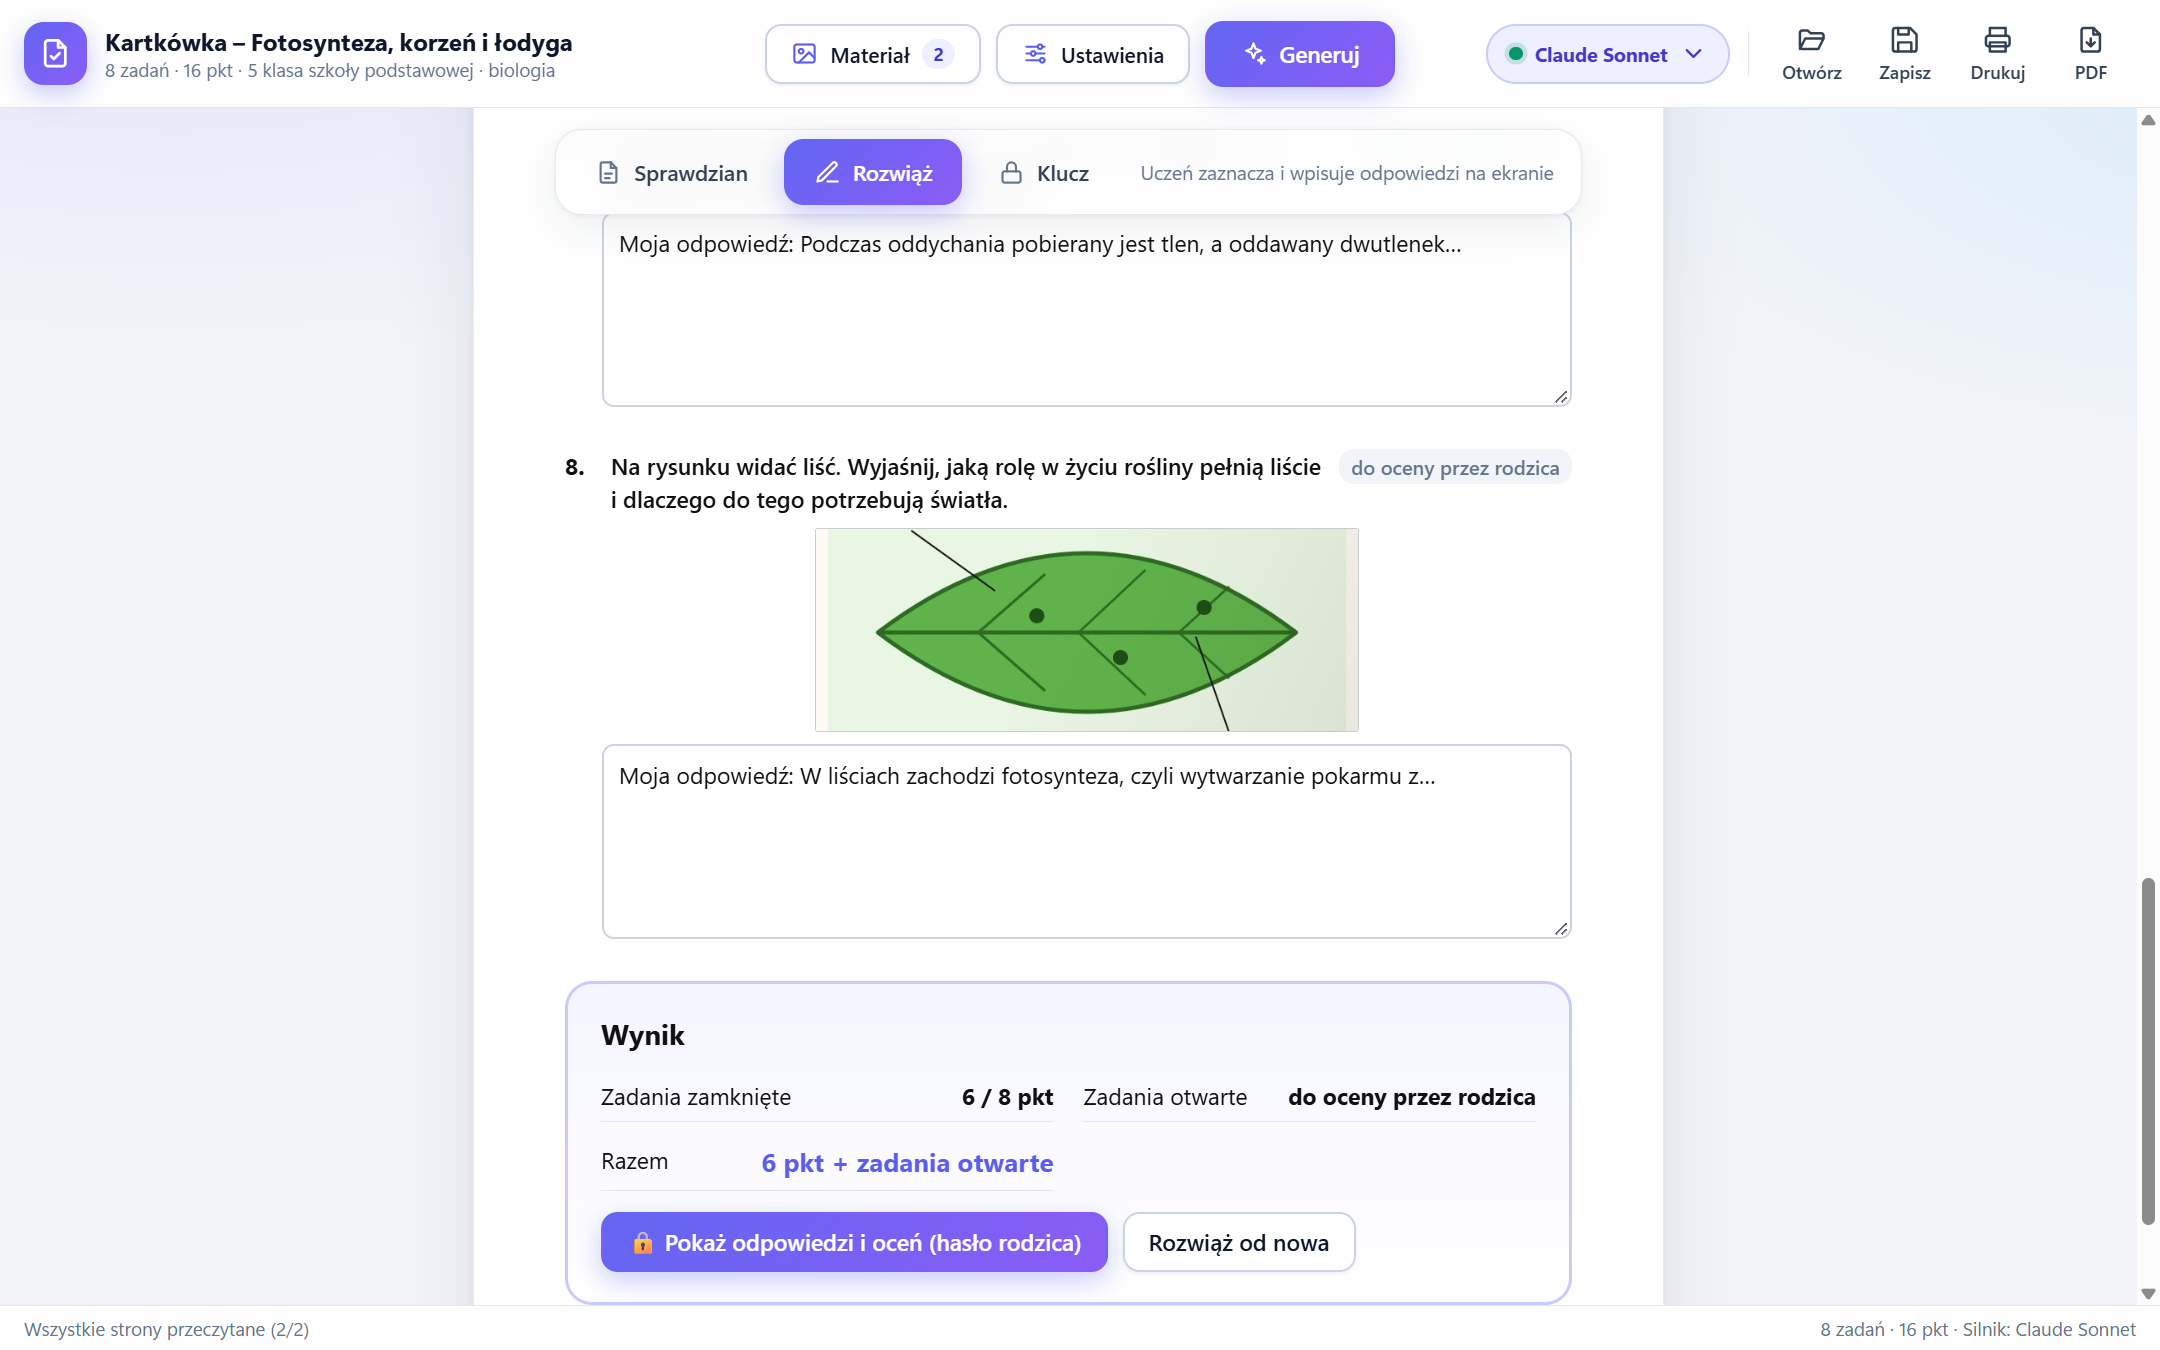 Kartkówka – Fotosynteza, korzeń i łodyga
8 zadań · 16 pkt · 5 klasa szkoły podstawowej · biologia
Materiał 2
Ustawienia
Generuj
Claude Sonnet
Otwórz
Zapisz
Drukuj
PDF
Sprawdzian
Rozwiąż
Klucz
Uczeń zaznacza i wpisuje odpowiedzi na ekranie
Moja odpowiedź: Podczas oddychania pobierany jest tlen, a oddawany dwutlenek...
8. Na rysunku widać liść. Wyjaśnij, jaką rolę w życiu rośliny pełnią liście do oceny przez rodzica
i dlaczego do tego potrzebują światła.
Moja odpowiedź: W liściach zachodzi fotosynteza, czyli wytwarzanie pokarmu z...
Wynik
Zadania zamknięte 6 / 8 pkt Zadania otwarte do oceny przez rodzica
Razem 6 pkt + zadania otwarte
Pokaż odpowiedzi i oceń (hasło rodzica)
Rozwiąż od nowa
Wszystkie strony przeczytane (2/2)
8 zadań · 16 pkt · Silnik: Claude Sonnet